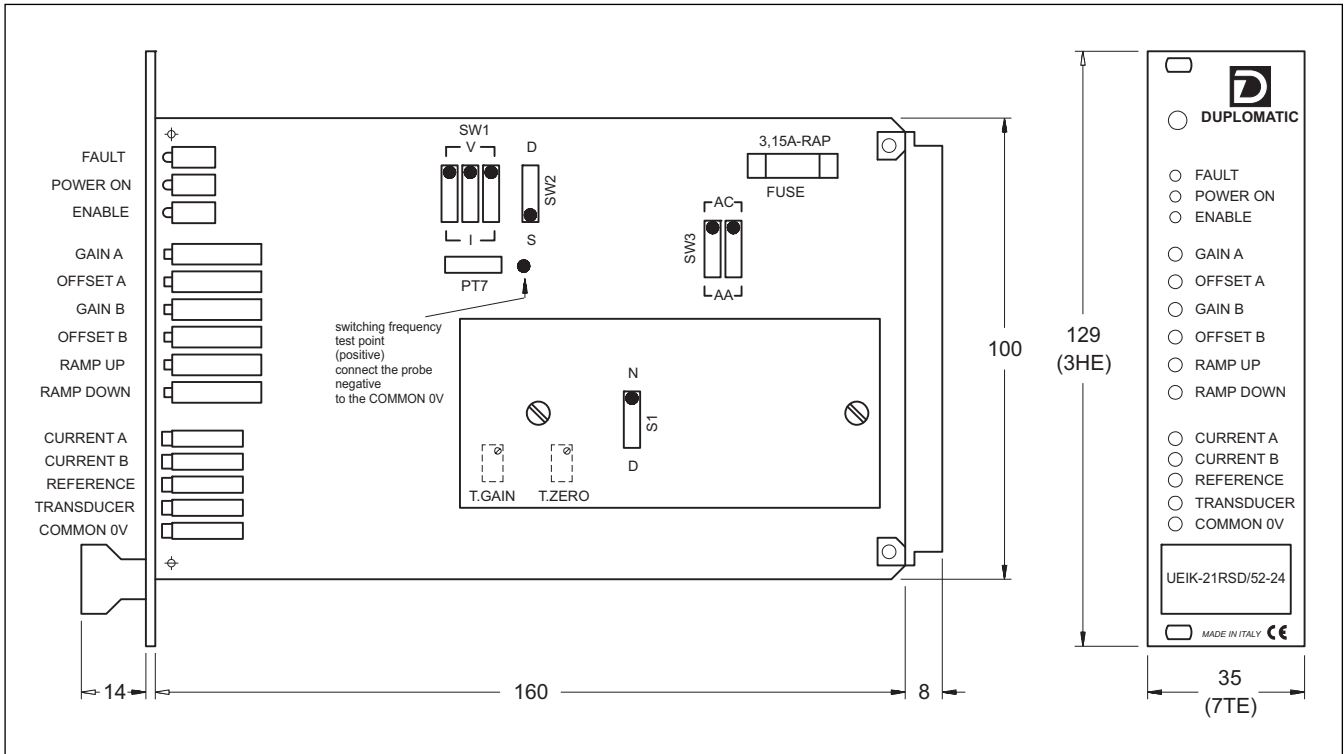 FAULT
POWER ON
ENABLE
GAIN A
OFFSET A
GAIN B
OFFSET B
RAMP UP
RAMP DOWN
CURRENT A
CURRENT B
REFERENCE
TRANSDUCER
COMMON 0V
SW1
V
I
D
SW2
S
PT7
switching frequency
test point
(positive)
connect the probe
negative
to the COMMON 0V
3,15A-RAP
FUSE
AC
SW3
AA
N
S1
D
T.GAIN
T.ZERO
100
14
160
8
129
(3HE)
D
DUPLOMATIC
FAULT
POWER ON
ENABLE
GAIN A
OFFSET A
GAIN B
OFFSET B
RAMP UP
RAMP DOWN
CURRENT A
CURRENT B
REFERENCE
TRANSDUCER
COMMON 0V
UEIK-21RSD/52-24
MADE IN ITALY CE
35
(7TE)